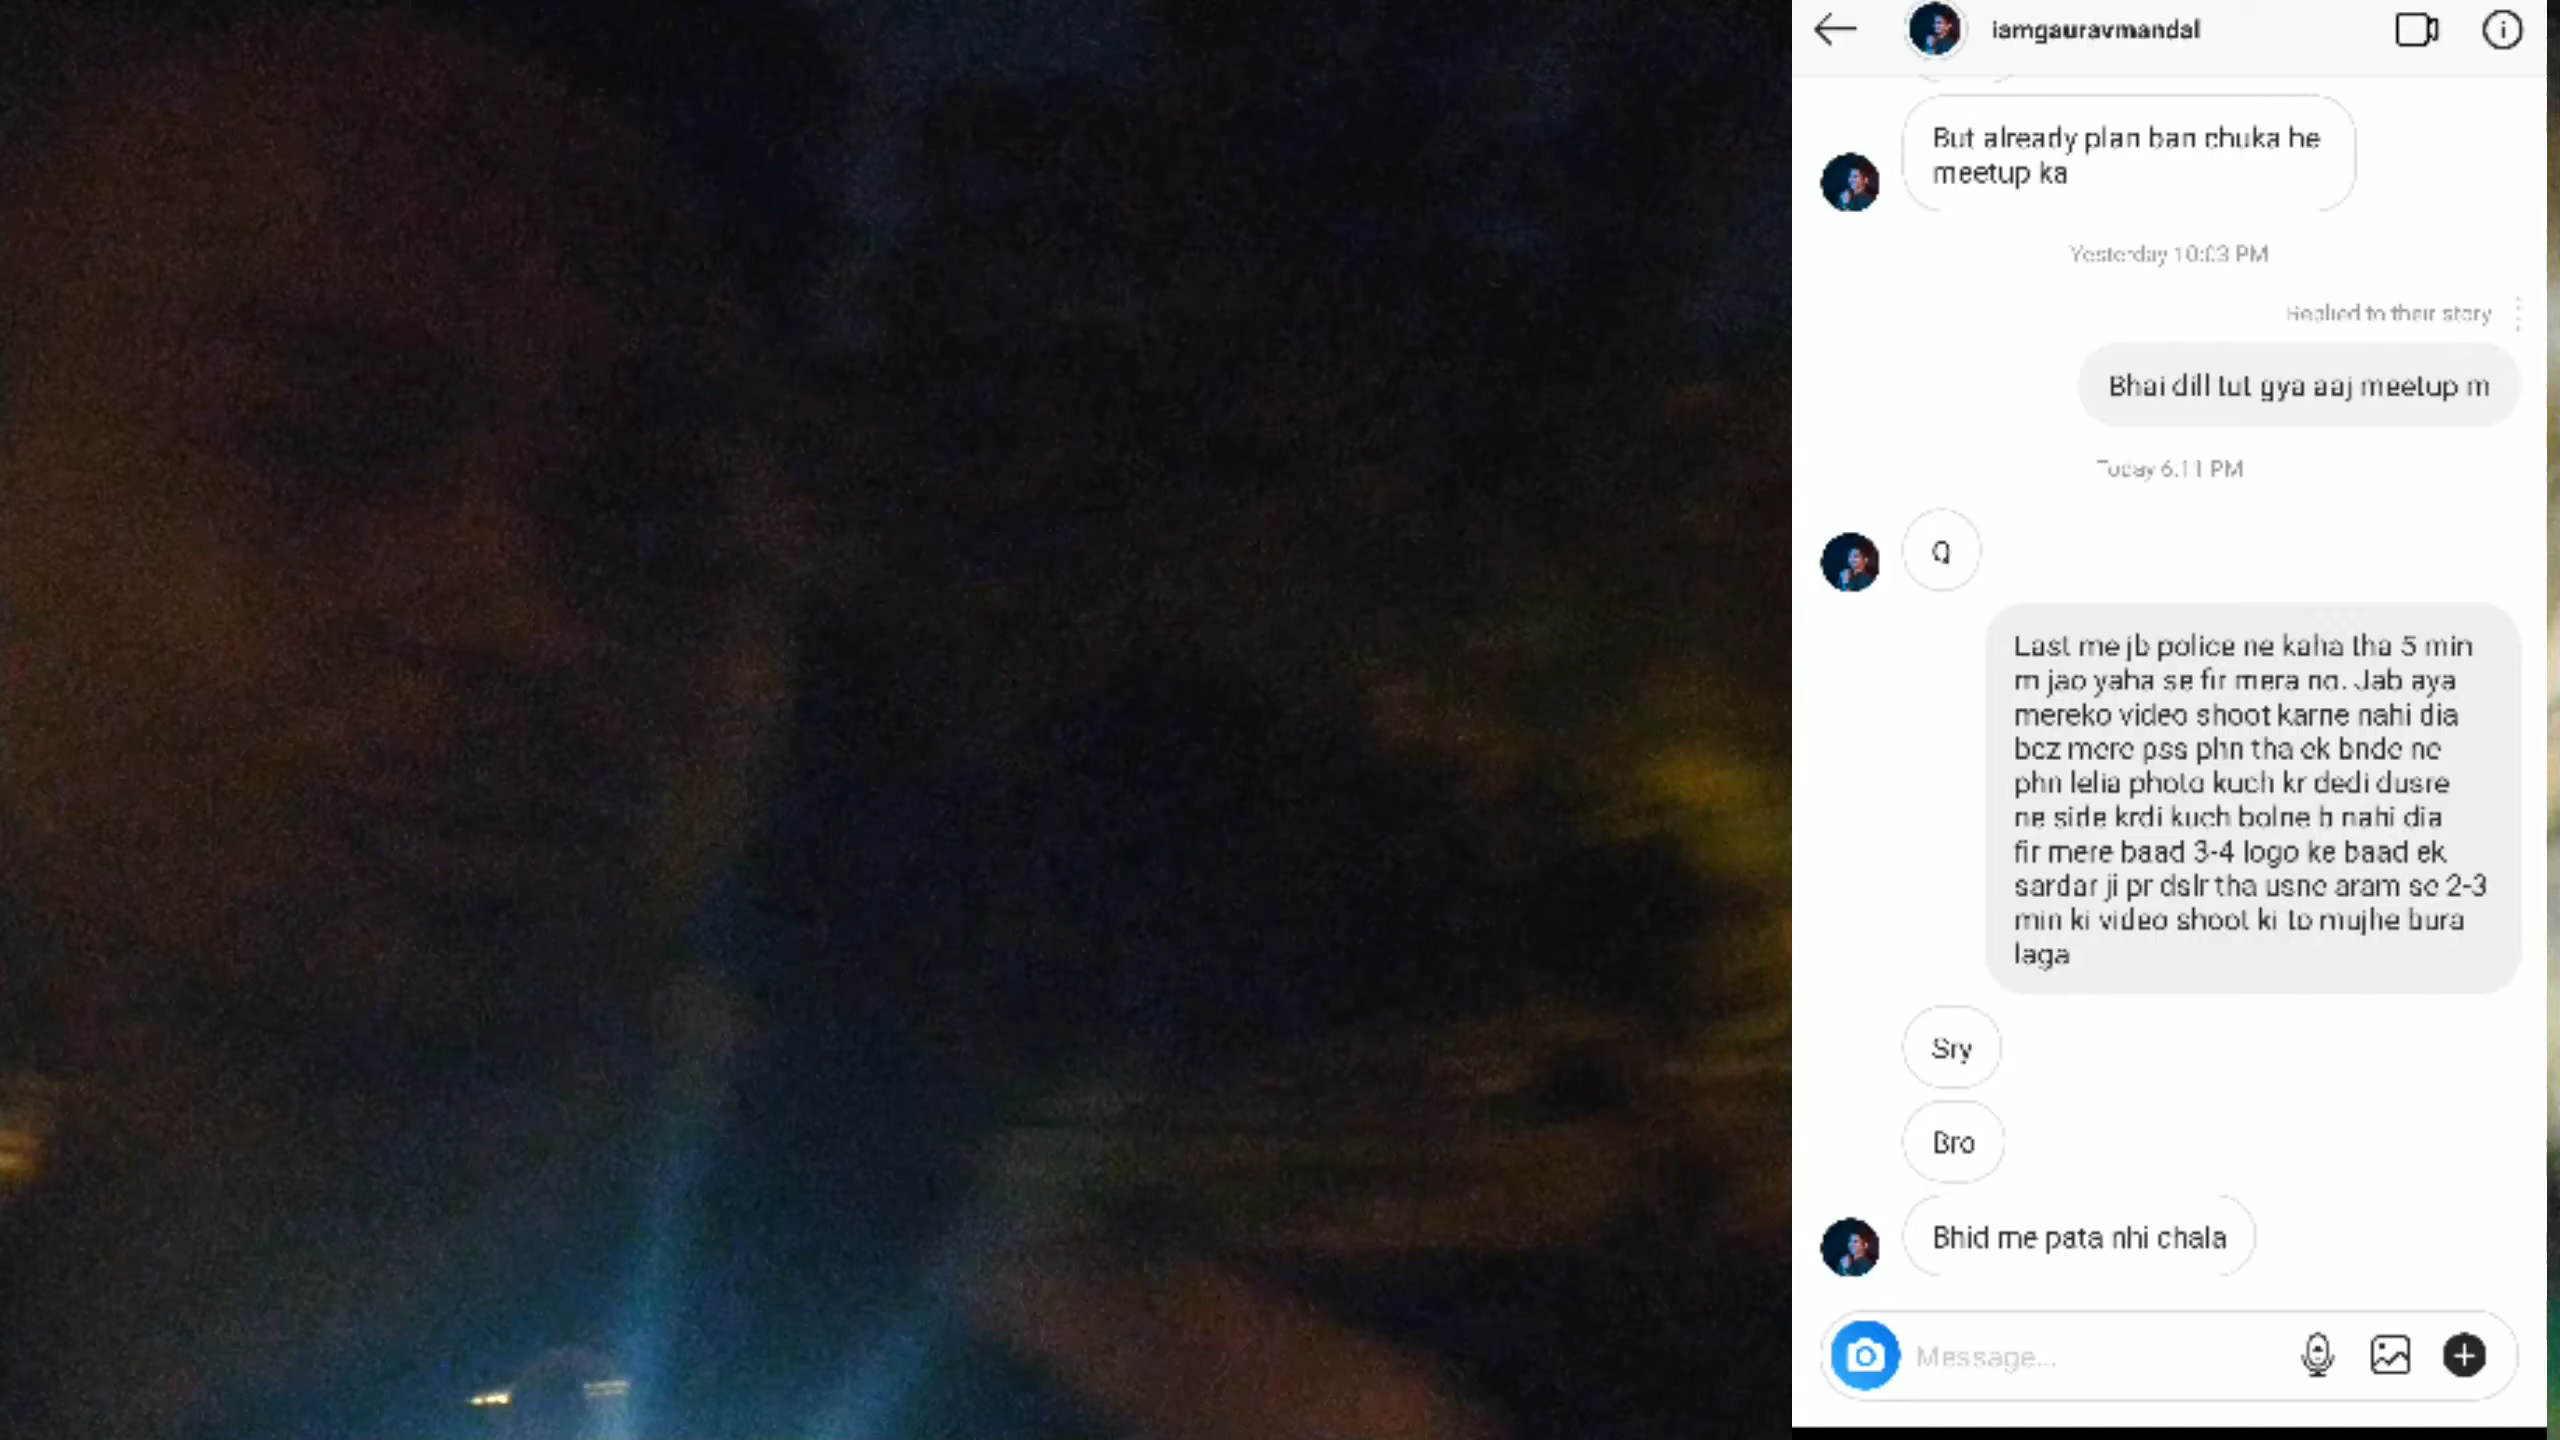 iamgauravmandal
But already plan ban chuka he
meetup ka
Yesterday 10:03 PM
Replied to their story
Bhai dill tut gya aaj meetup m
Today 6:11 PM
Q
Last me jb police ne kaha tha 5 min
m jao yaha se fir mera no. Jab aya
mereko video shoot karne nahi dia
bcz mere pss phn tha ek bnde ne
phn lelia photo kuch kr dedi dusre
ne side krdi kuch bolne b nahi dia
fir mere baad 3-4 logo ke baad ek
sardar ji pr dslr tha usne aram se 2-3
min ki video shoot ki to mujhe bura
laga
Sry
Bro
Bhid me pata nhi chala
Message...